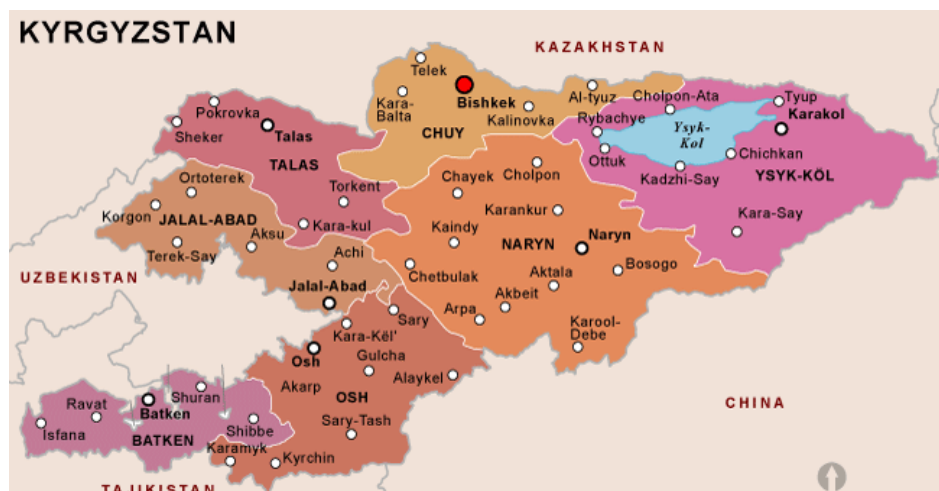 KYRGYZSTAN
KAZAKHSTAN
Telek
Kara-
Balta
Bishkek
CHUY
Kalinovka
Al-tyuz
Cholpon-Ata
Tyup
Rybachye
Karakol
Ysyk-
Kol
Ottuk
Chichkan
Kadzhi-Say
YSYK-KÖL
Kara-Say
Pokrovka
Sheker
Talas
TALAS
Torkent
Kara-kul
Ortoterek
Korgon
JALAL-ABAD
Terek-Say
Aksu
Achi
Jalal-Abad
Cholpon
Chayek
Karankur
Kaindy
NARYN
Naryn
Chetbulak
Aktala
Bosogo
Akbeit
Arpa
Karool-
Debe
UZBEKISTAN
Sary
Kara-Kël'
Osh
Gulcha
Akarp
OSH
Alaykel
Sary-Tash
Karamyk
Kyrchin
Shuran
Ravat
Batken
Isfana
BATKEN
Shibbe
CHINA
TAJIKISTAN